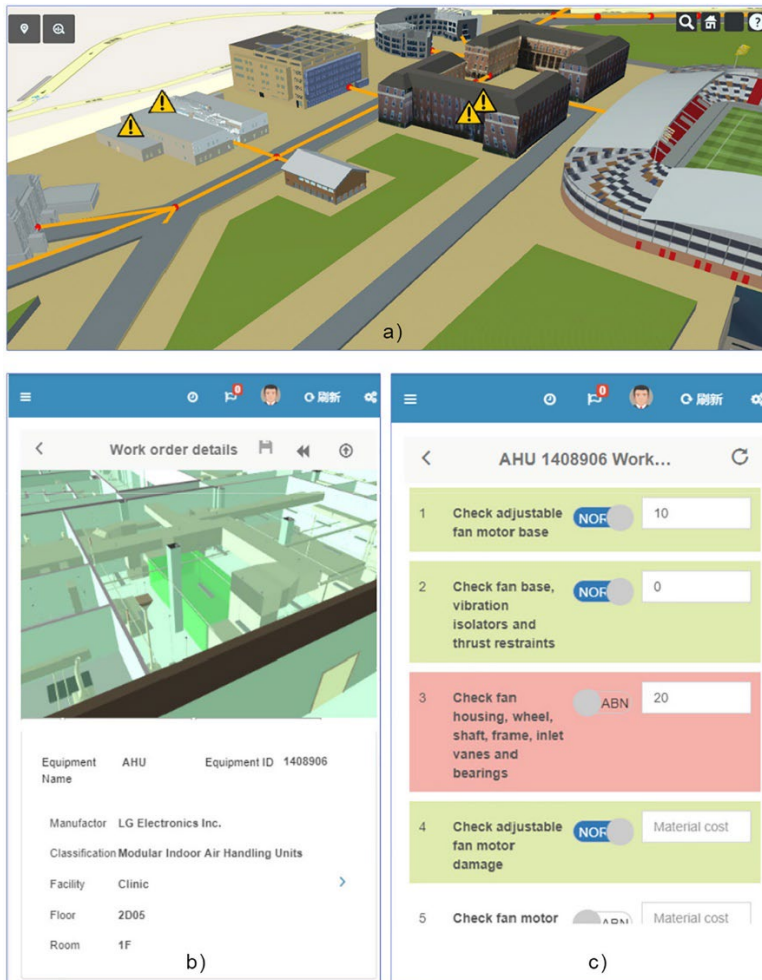 ?
a)
0
刷新
Work order details
Equipment Name
AHU
Equipment ID
1408906
Manufactor
LG Electronics Inc.
Classification
Modular Indoor Air Handling Units
Facility
Clinic
Floor
2D05
Room
1F
b)
0
刷新
AHU 1408906 Work...
1
Check adjustable
fan motor base
NOR
10
2
Check fan base,
vibration
isolators and
thrust restraints
NOR
0
3
Check fan
housing, wheel,
shaft, frame, inlet
vanes and
bearings
ABN
20
4
Check adjustable
fan motor
damage
NOR
Material cost
5
Check fan motor
ABN
Material cost
c)